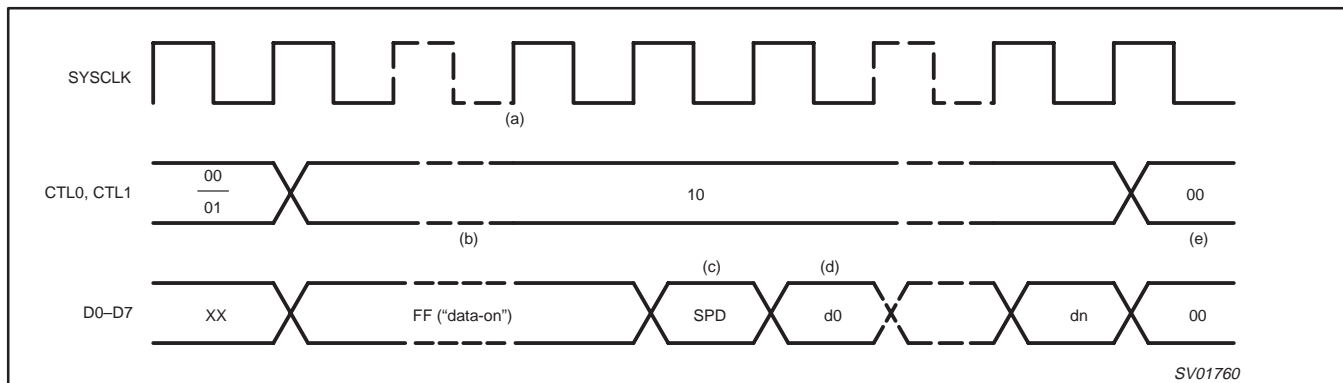 SYSCLK
(a)
CTL0, CTL1
00
01
10
00
(b)
(e)
(c)
(d)
D0–D7
XX
FF (“data-on”)
SPD
d0
dn
00
SV01760